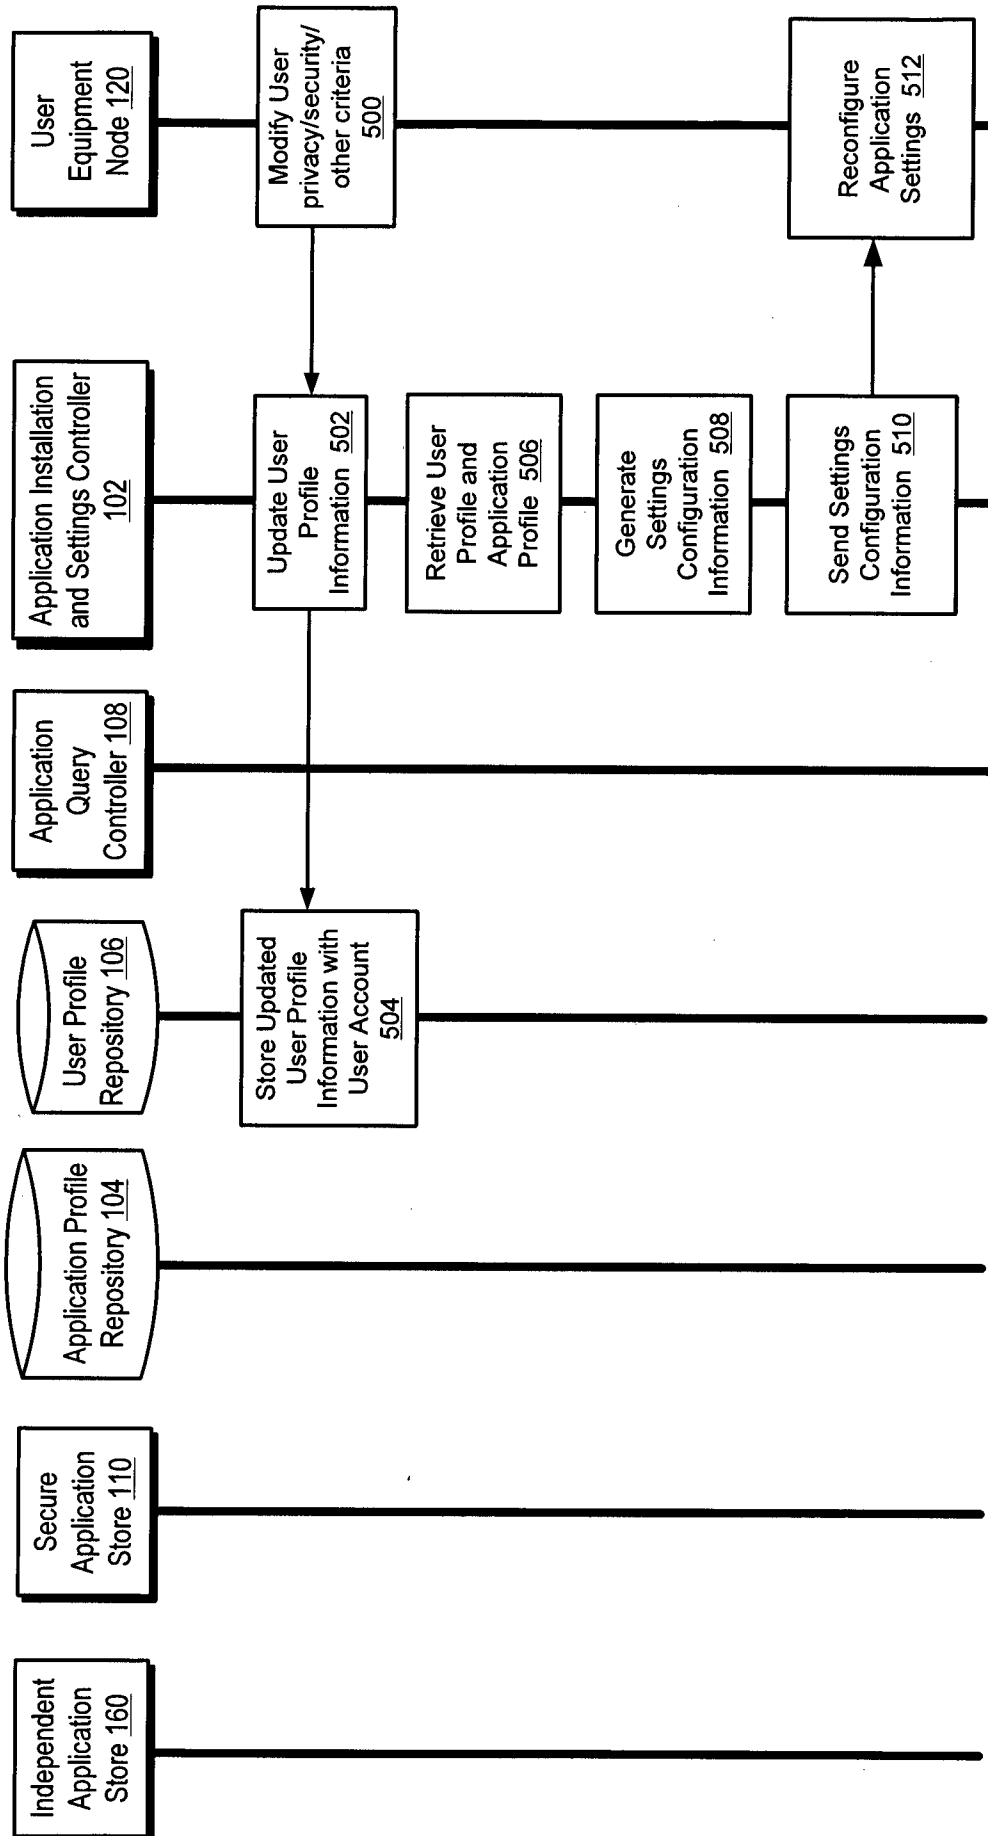 Independent
Application
Store 160
Secure
Application
Store 110
Application Profile
Repository 104
User Profile
Repository 106
Application
Query
Controller 108
Application Installation
and Settings Controller
102
User
Equipment
Node 120
Modify User
privacy/security/
other criteria
500
Update User
Profile
Information 502
Store Updated
User Profile
Information with
User Account
504
Retrieve User
Profile and
Application
Profile 506
Generate
Settings
Configuration
Information 508
Send Settings
Configuration
Information 510
Reconfigure
Application
Settings 512